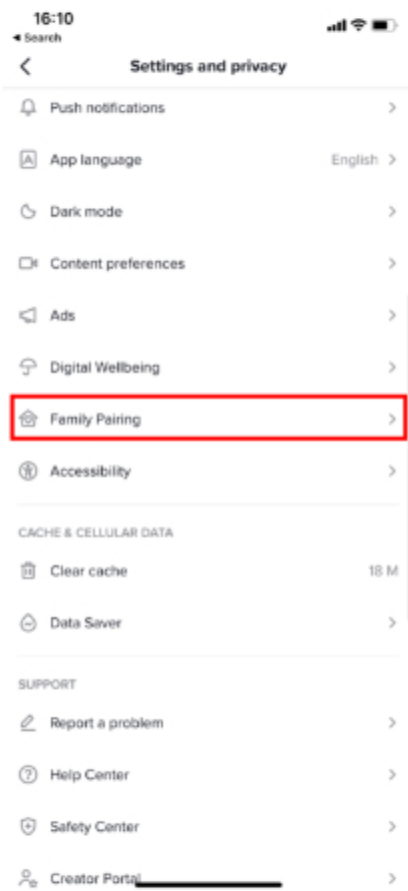 16:10
Search
Settings and privacy
Push notifications
App language English
Dark mode
Content preferences
Ads
Digital Wellbeing
Family Pairing
Accessibility
CACHE & CELLULAR DATA
Clear cache 18 M
Data Saver
SUPPORT
Report a problem
Help Center
Safety Center
Creator Portal